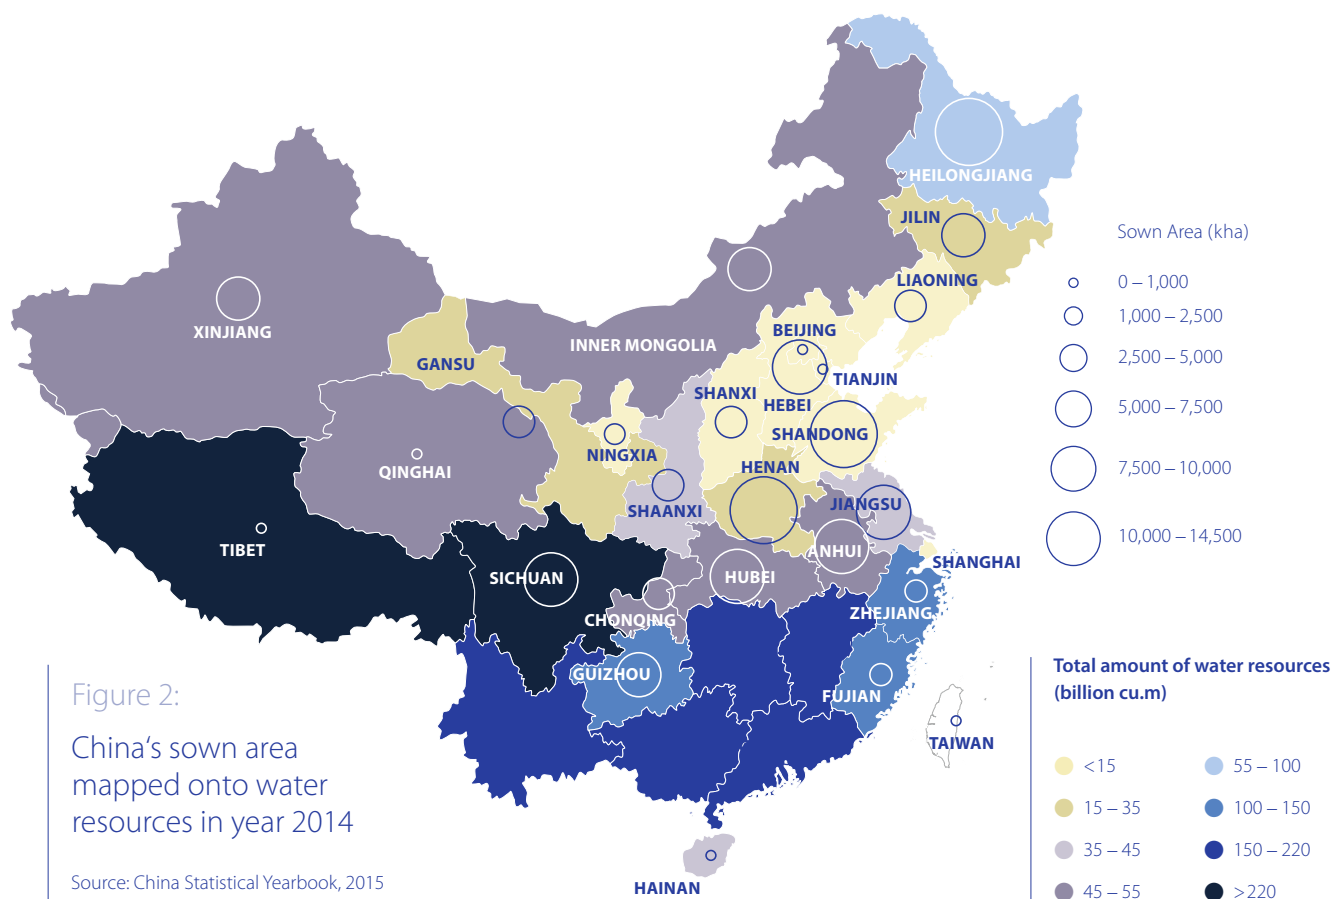 HEILONGJIANG
JILIN
LIAONING
XINJIANG
INNER MONGOLIA
BEIJING
GANSU
TIANJIN
SHANXI
HEBEI
SHANDONG
NINGXIA
HENAN
QINGHAI
SHAANXI
JIANGSU
TIBET
ANHUI
SHANGHAI
SICHUAN
HUBEI
CHONQING
ZHEJIANG
GUIZHOU
FUJIAN
TAIWAN
HAINAN
Sown Area (kha)
0 – 1,000
1,000 – 2,500
2,500 – 5,000
5,000 – 7,500
7,500 – 10,000
10,000 – 14,500
Figure 2:
China‘s sown area
mapped onto water
resources in year 2014
Source: China Statistical Yearbook, 2015
Total amount of water resources
(billion cu.m)
<15
15 – 35
35 – 45
45 – 55
55 – 100
100 – 150
150 – 220
>220